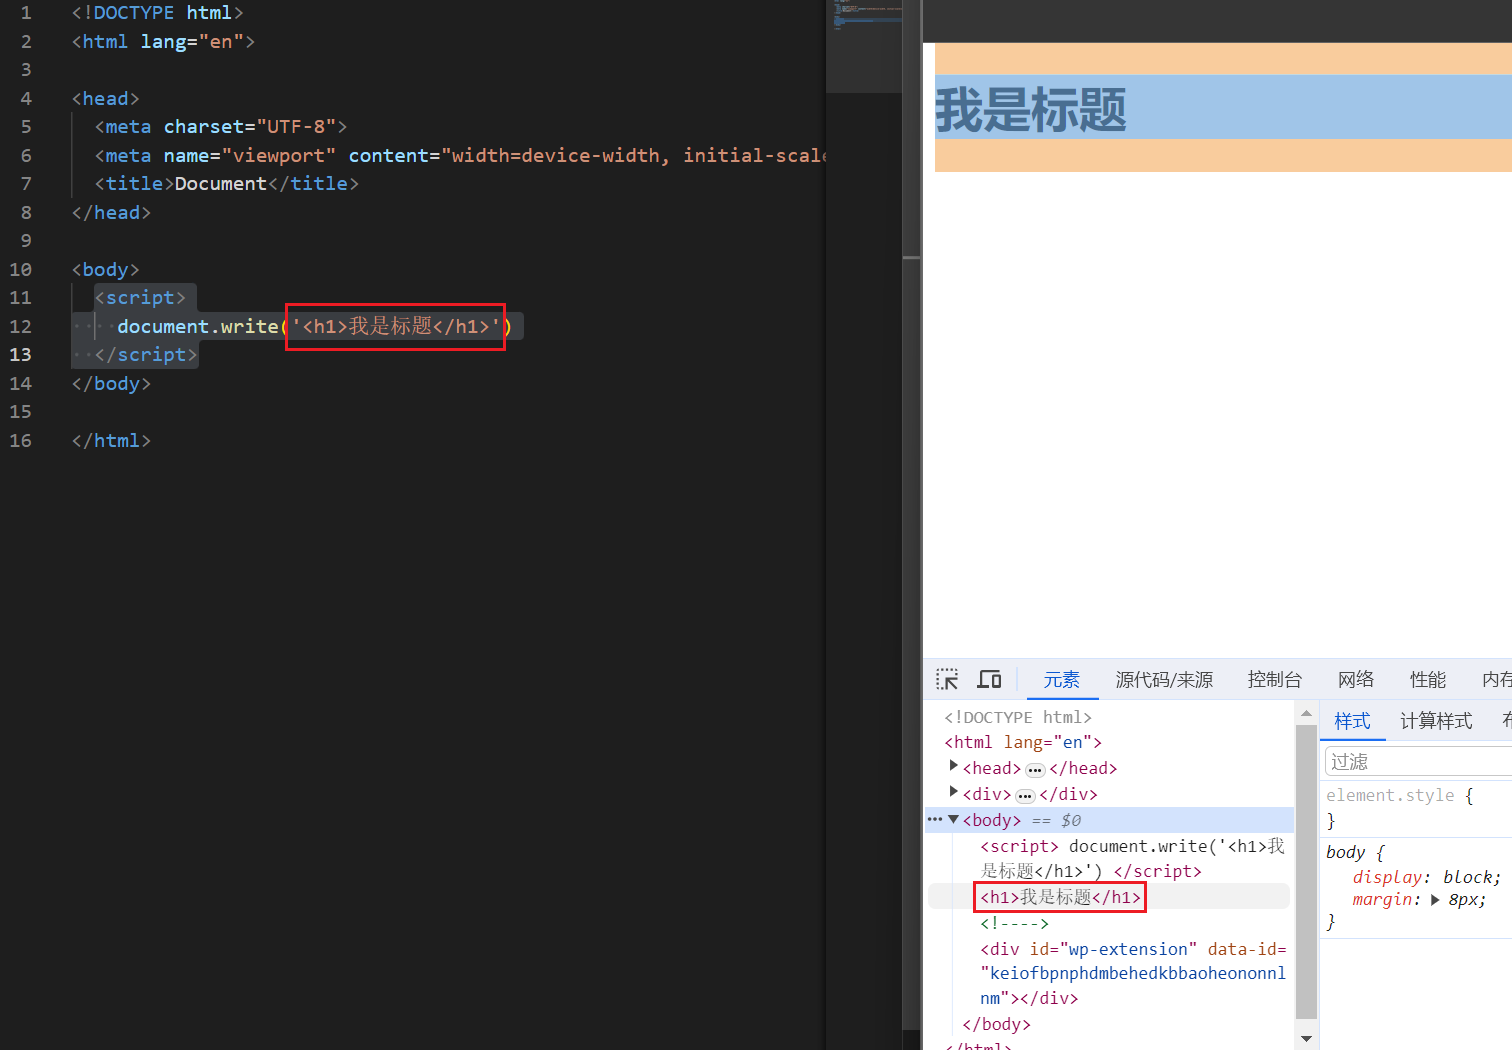 1 <!DOCTYPE html>
2 <html lang="en">
3
4 <head>
5 <meta charset="UTF-8">
6 <meta name="viewport" content="width=device-width, initial-scale
7 <title>Document</title>
8 </head>
9
10 <body>
11 <script>
12 document.write('<h1>我是标题</h1>')
13 </script>
14 </body>
15
16 </html>
我是标题
元素 源代码/来源 控制台 网络 性能 内存
<!DOCTYPE html>
<html lang="en">
<head> ••• </head>
<div> ••• </div>
••• <body> == $0
<script> document.write('<h1>我
是标题</h1>') </script>
<h1>我是标题</h1>
<!---->
<div id="wp-extension" data-id=
"keiofbpnphdmbehedkbbaoheononnl
nm"></div>
</body>
</html>
样式 计算样式
过滤
element.style {
}
body {
display: block;
margin: ▶ 8px;
}